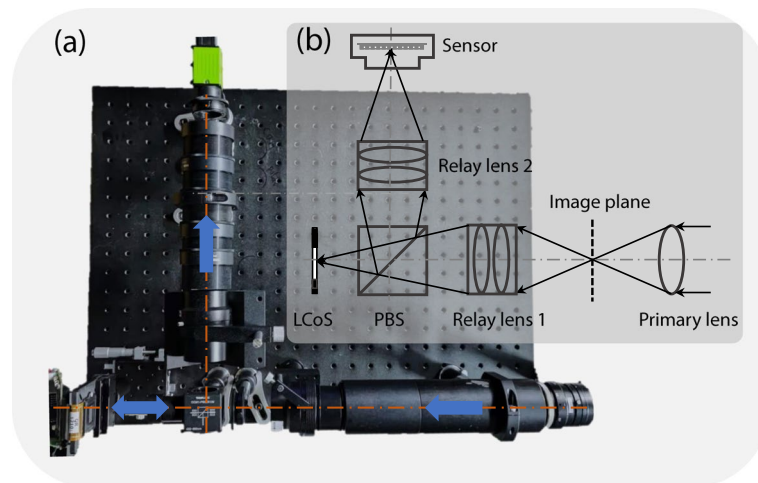 (a)
(b)
Sensor
Relay lens 2
Image plane
LCoS
PBS
Relay lens 1
Primary lens